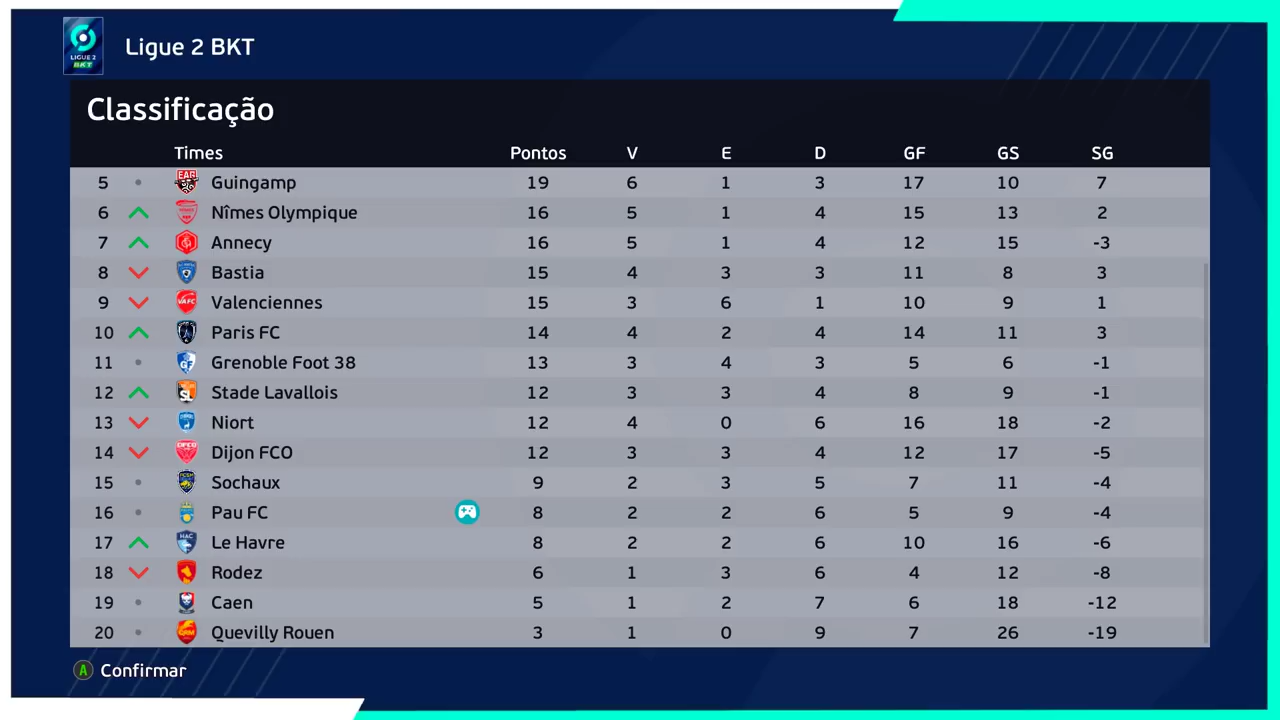 LIGUE 2
BKT
Ligue 2 BKT
Classificação
Times Pontos V E D GF GS SG
5 Guingamp 19 6 1 3 17 10 7
6 Nîmes Olympique 16 5 1 4 15 13 2
7 Annecy 16 5 1 4 12 15 -3
8 Bastia 15 4 3 3 11 8 3
9 Valenciennes 15 3 6 1 10 9 1
10 Paris FC 14 4 2 4 14 11 3
11 Grenoble Foot 38 13 3 4 3 5 6 -1
12 Stade Lavallois 12 3 3 4 8 9 -1
13 Niort 12 4 0 6 16 18 -2
14 Dijon FCO 12 3 3 4 12 17 -5
15 Sochaux 9 2 3 5 7 11 -4
16 Pau FC 8 2 2 6 5 9 -4
17 Le Havre 8 2 2 6 10 16 -6
18 Rodez 6 1 3 6 4 12 -8
19 Caen 5 1 2 7 6 18 -12
20 Quevilly Rouen 3 1 0 9 7 26 -19
A Confirmar